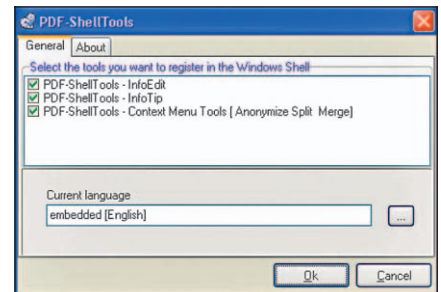 PDF-ShellTools
General About
Select the tools you want to register in the Windows Shell
PDF-ShellTools - InfoEdit
PDF-ShellTools - InfoTip
PDF-ShellTools - Context Menu Tools [ Anonymize Split Merge]
Current language
embedded [English]
...
Ok Cancel